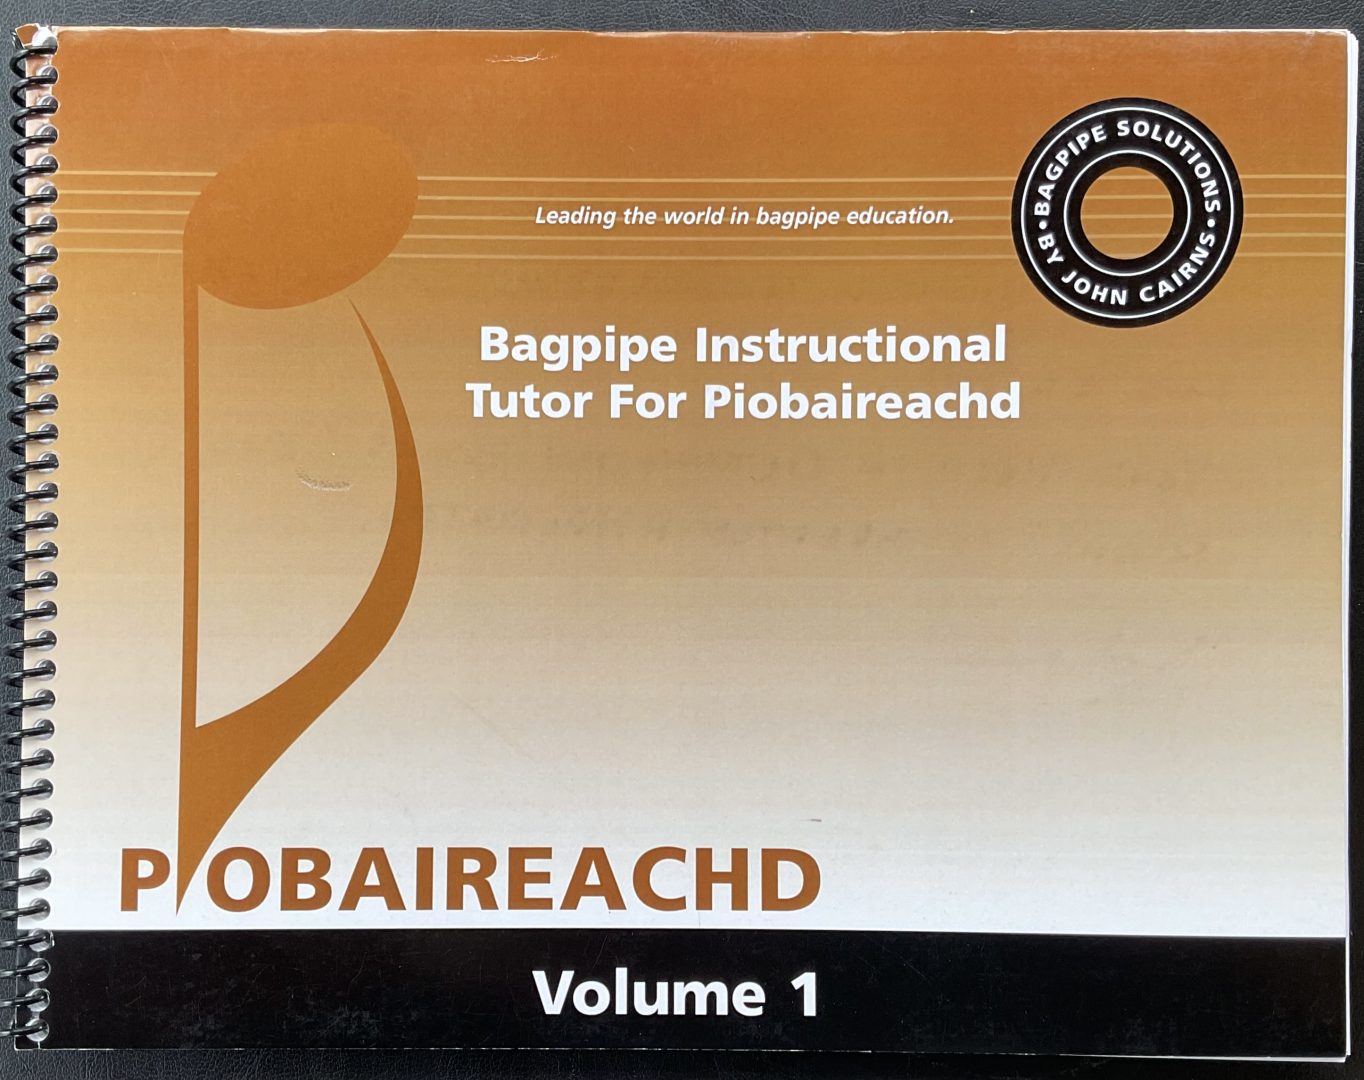 BAGPIPE SOLUTIONS
• BY JOHN CAIRNS •
Leading the world in bagpipe education.
Bagpipe Instructional
Tutor For Piobaireachd
PIOBAIREACHD
Volume 1